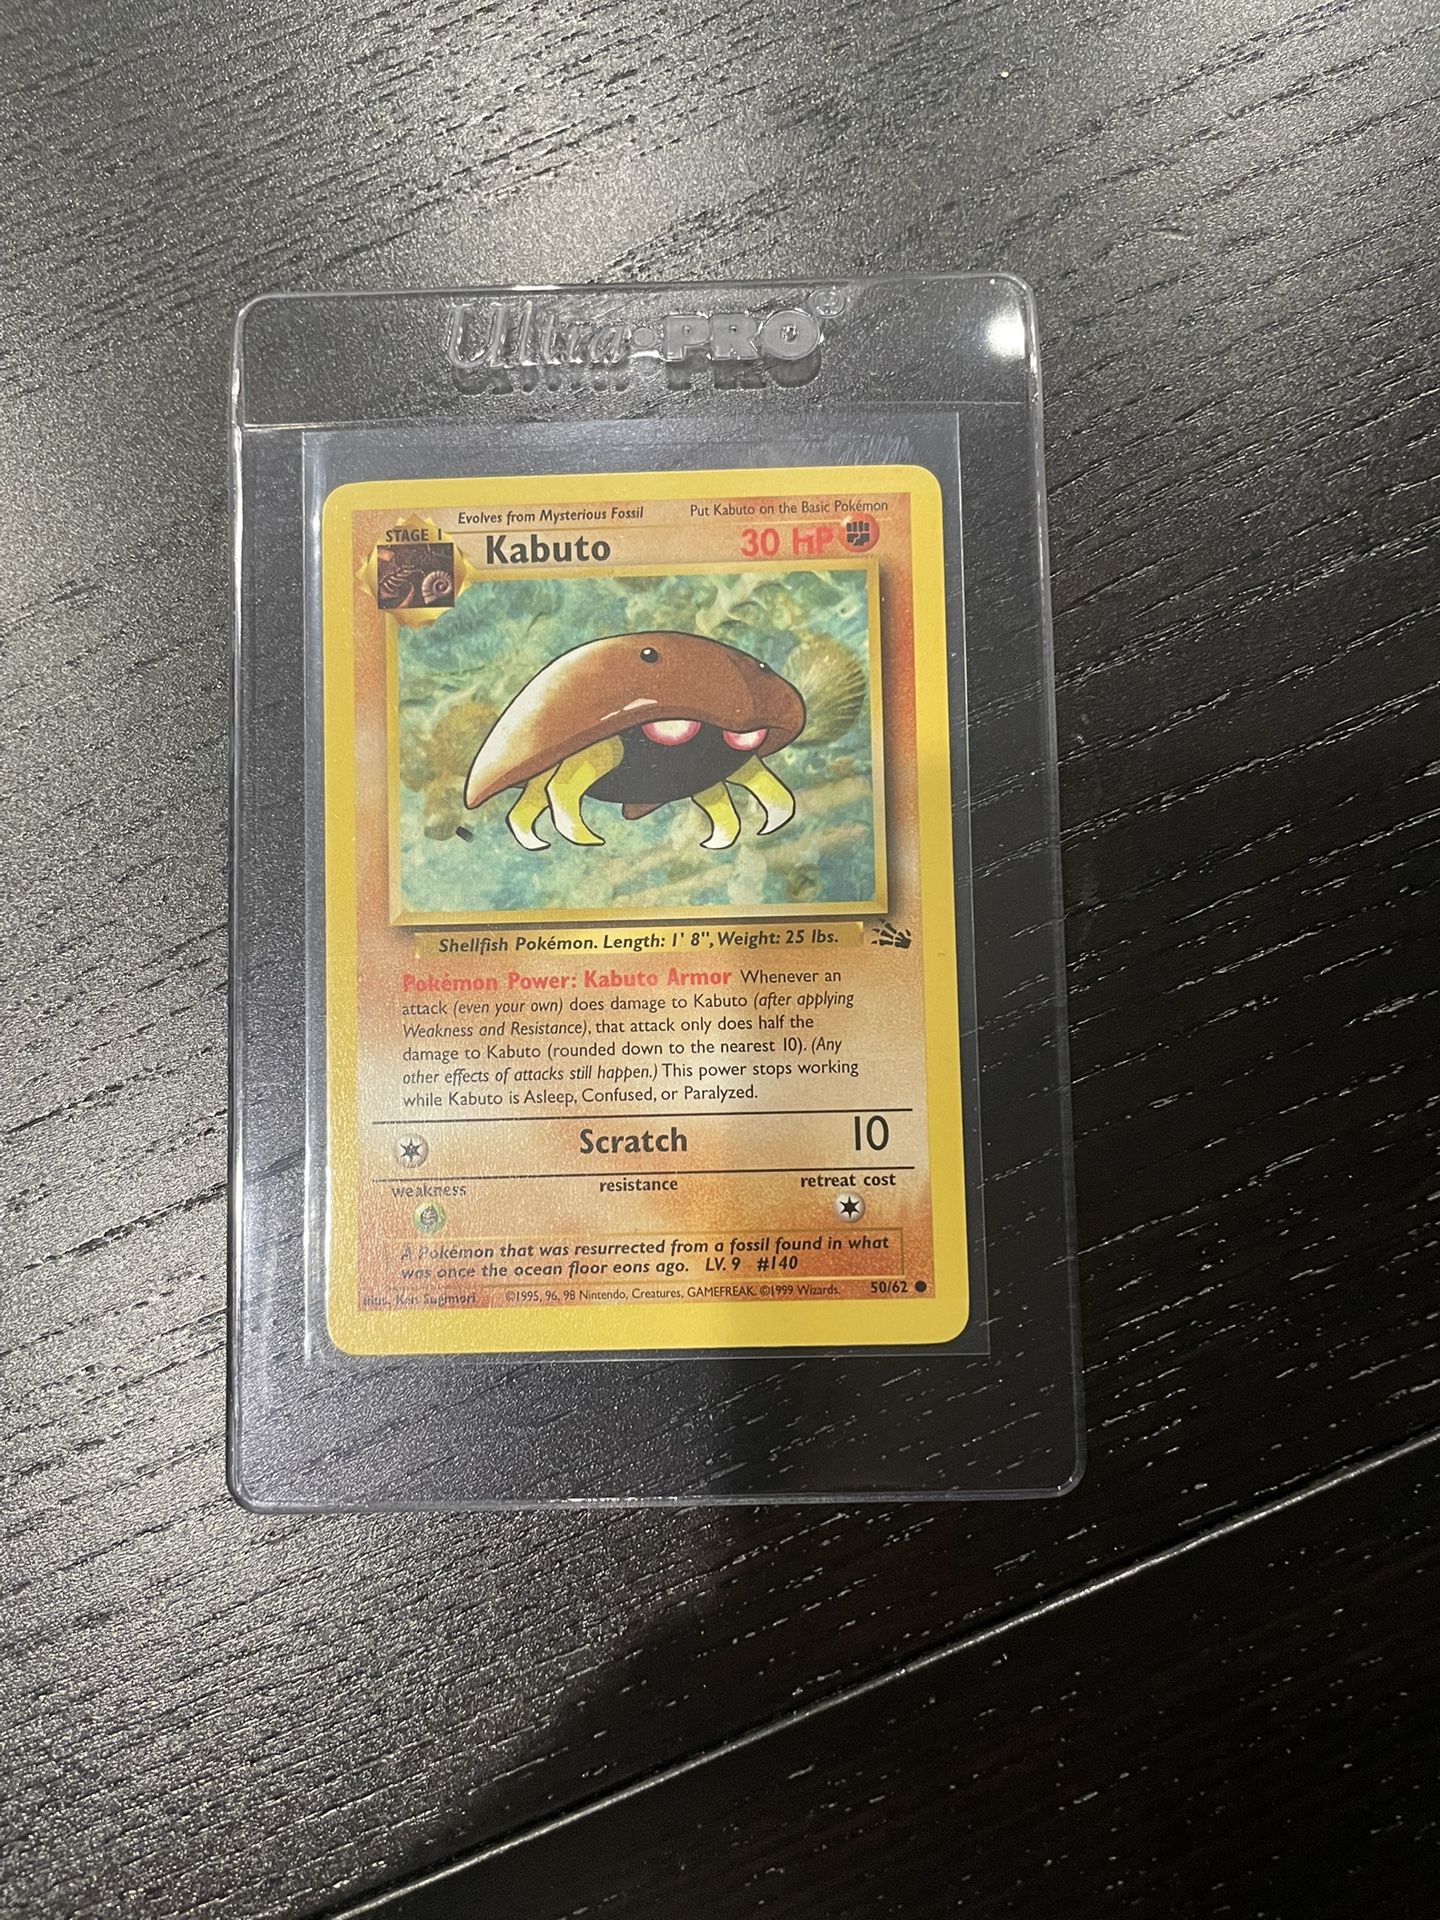 Ultra•PRO®
Evolves from Mysterious Fossil Put Kabuto on the Basic Pokémon
STAGE 1
Kabuto 30 HP
Shellfish Pokémon. Length: 1' 8", Weight: 25 lbs.
Pokémon Power: Kabuto Armor Whenever an
attack (even your own) does damage to Kabuto (after applying
Weakness and Resistance), that attack only does half the
damage to Kabuto (rounded down to the nearest 10). (Any
other effects of attacks still happen.) This power stops working
while Kabuto is Asleep, Confused, or Paralyzed.
Scratch 10
weakness resistance retreat cost
A Pokémon that was resurrected from a fossil found in what
was once the ocean floor eons ago. LV. 9 #140
Illus. Ken Sugimori ©1995, 96, 98 Nintendo, Creatures, GAMEFREAK. ©1999 Wizards. 50/62